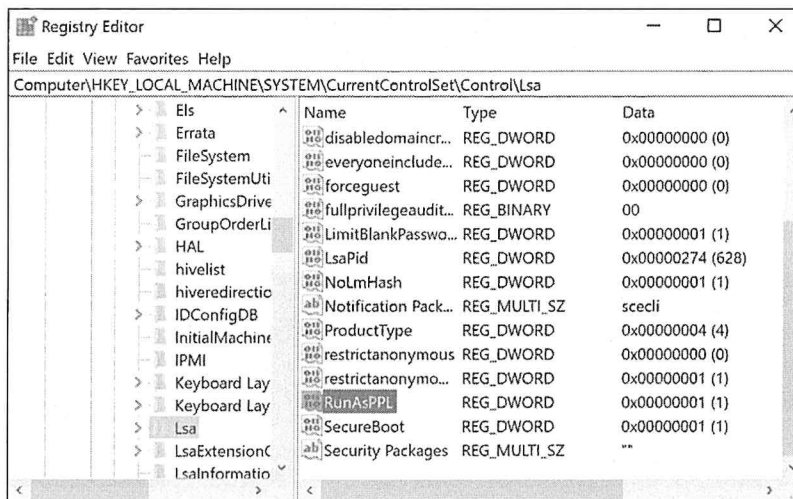 Registry Editor
File Edit View Favorites Help
Computer\HKEY_LOCAL_MACHINE\SYSTEM\CurrentControlSet\Control\Lsa
Els
Errata
FileSystem
FileSystemUti
GraphicsDrive
GroupOrderLi
HAL
hivelist
hiveredirectio
IDConfigDB
InitialMachine
IPMI
Keyboard Lay
Keyboard Lay
Lsa
LsaExtensionC
LsaInformatio
Name Type Data
disabledomaincr... REG_DWORD 0x00000000 (0)
everyoneinclude... REG_DWORD 0x00000000 (0)
forceguest REG_DWORD 0x00000000 (0)
fullprivilegeaudit... REG_BINARY 00
LimitBlankPasswo... REG_DWORD 0x00000001 (1)
LsaPid REG_DWORD 0x00000274 (628)
NoLmHash REG_DWORD 0x00000001 (1)
Notification Pack... REG_MULTI_SZ scecli
ProductType REG_DWORD 0x00000004 (4)
restrictanonymous REG_DWORD 0x00000000 (0)
restrictanonymo... REG_DWORD 0x00000001 (1)
RunAsPPL REG_DWORD 0x00000001 (1)
SecureBoot REG_DWORD 0x00000001 (1)
Security Packages REG_MULTI_SZ ""